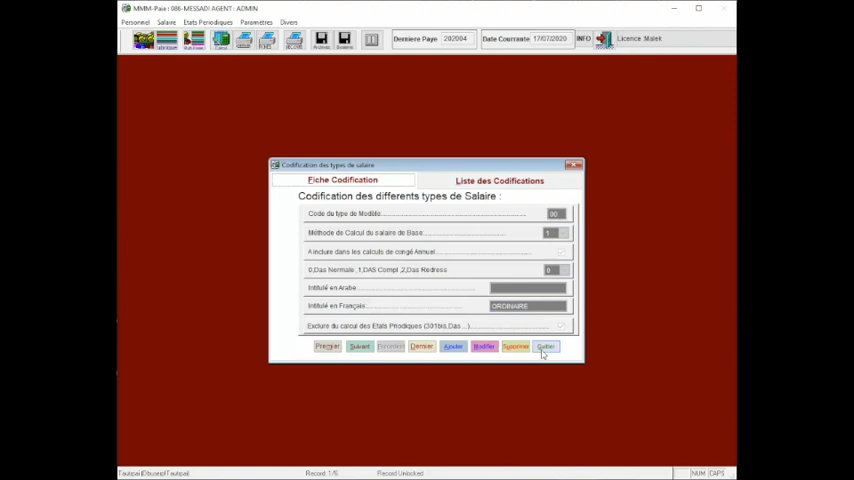 MMM-Paie : 086-MESSADI AGENT : ADMIN
Personnel Salaire Etats Periodiques Paramètres Divers
Derniere Paye 202004 Date Courrante 17/07/2020 INFO Licence :Malek
Codification des types de salaire
Fiche Codification Liste des Codifications
Codification des differents types de Salaire :
Code du type de Modèle 00
Méthode de Calcul du salaire de Base 1
A inclure dans les calculs de congé Annuel
0,Das Normale ,1,DAS Compl ,2,Das Redress 0
Intitulé en Arabe
Intitulé en Français ORDINAIRE
Exclure du calcul des Etats Priodiques (301bis,Das ...)
Premier Suivant Dernier Ajouter Modifier Supprimer Quitter
Record: 1/6 Record Unlocked NUM CAPS